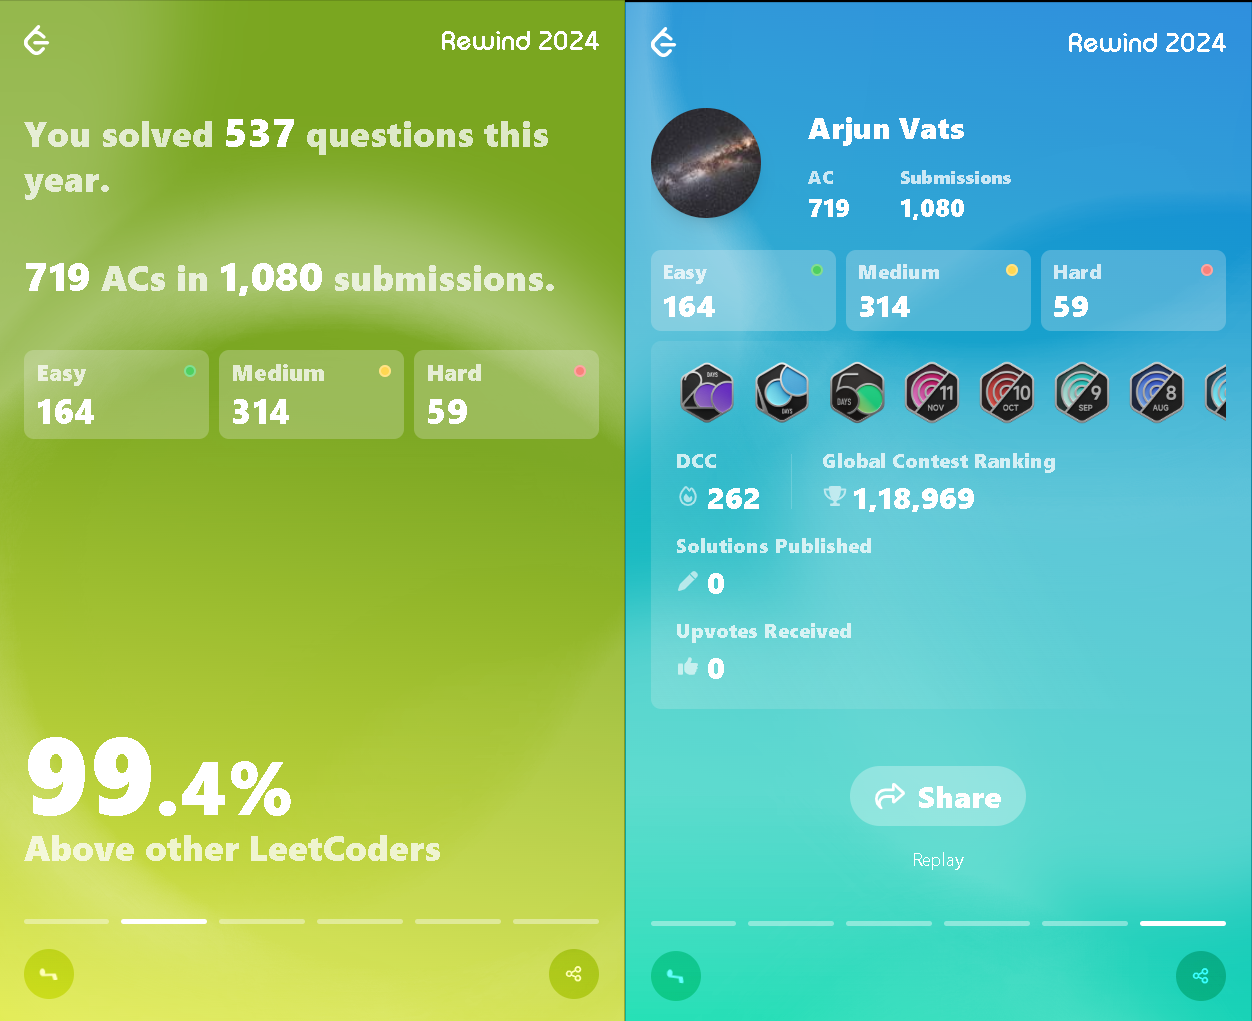 Rewind 2024
You solved 537 questions this
year.
719 ACs in 1,080 submissions.
Easy
164
Medium
314
Hard
59
99.4%
Above other LeetCoders
Rewind 2024
Arjun Vats
AC
719
Submissions
1,080
Easy
164
Medium
314
Hard
59
DAYS
DAYS
50
DAYS
11
NOV
10
OCT
9
SEP
8
AUG
DCC
262
Global Contest Ranking
1,18,969
Solutions Published
0
Upvotes Received
0
Share
Replay